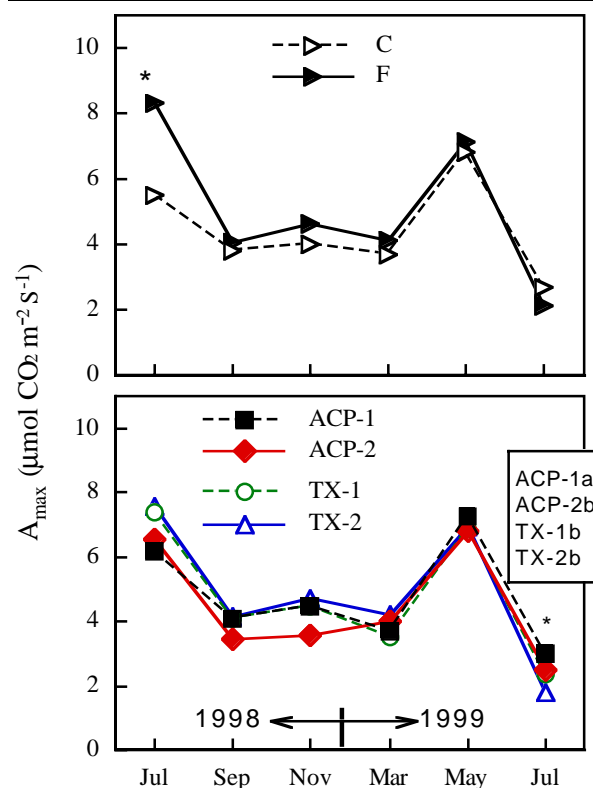 10
8
6
4
2
0
*
C
F
A_max (μmol CO₂ m⁻² s⁻¹)
10
8
6
4
2
0
ACP-1
ACP-2
TX-1
TX-2
ACP-1a
ACP-2b
TX-1b
TX-2b
*
1998 1999
Jul Sep Nov Mar May Jul